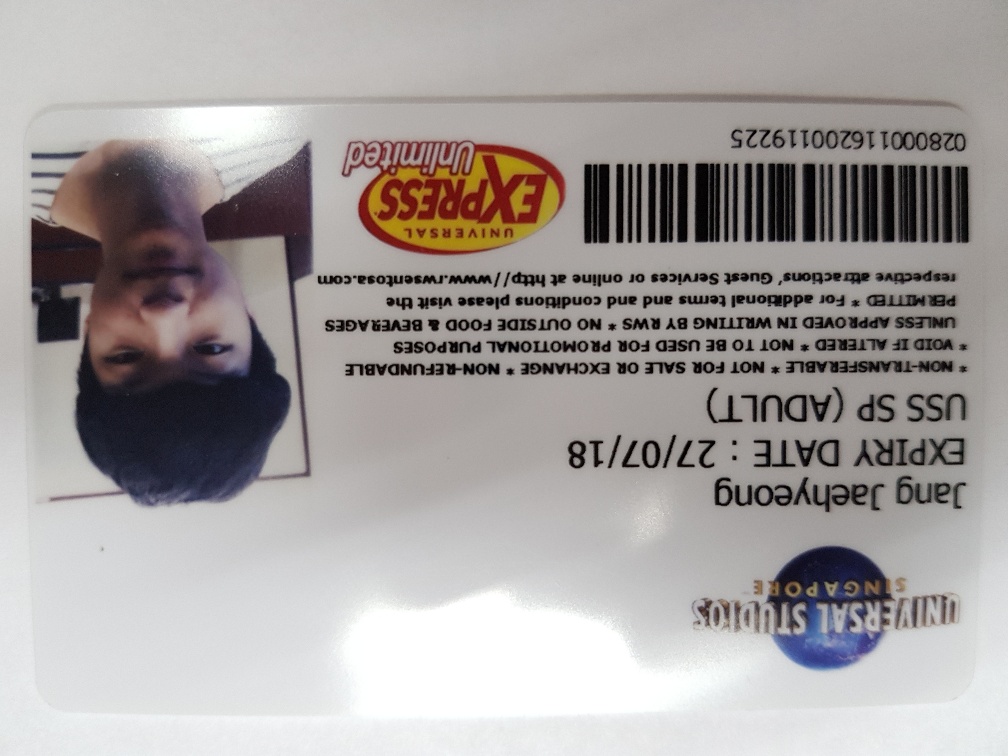 UNIVERSAL STUDIOS
SINGAPORE
Jang Jaehyeong
EXPIRY DATE : 27/07/18
USS SP (ADULT)
* NON-TRANSFERABLE * NOT FOR SALE OR EXCHANGE * NON-REFUNDABLE
* VOID IF ALTERED * NOT TO BE USED FOR PROMOTIONAL PURPOSES
UNLESS APPROVED IN WRITING BY RWS * NO OUTSIDE FOOD & BEVERAGES
PERMITTED * For additional terms and and conditions please visit the
respective attractions' Guest Services or online at http//www.rwsentosa.com
UNIVERSAL
EXPRESS
Unlimited
0280001162001119225